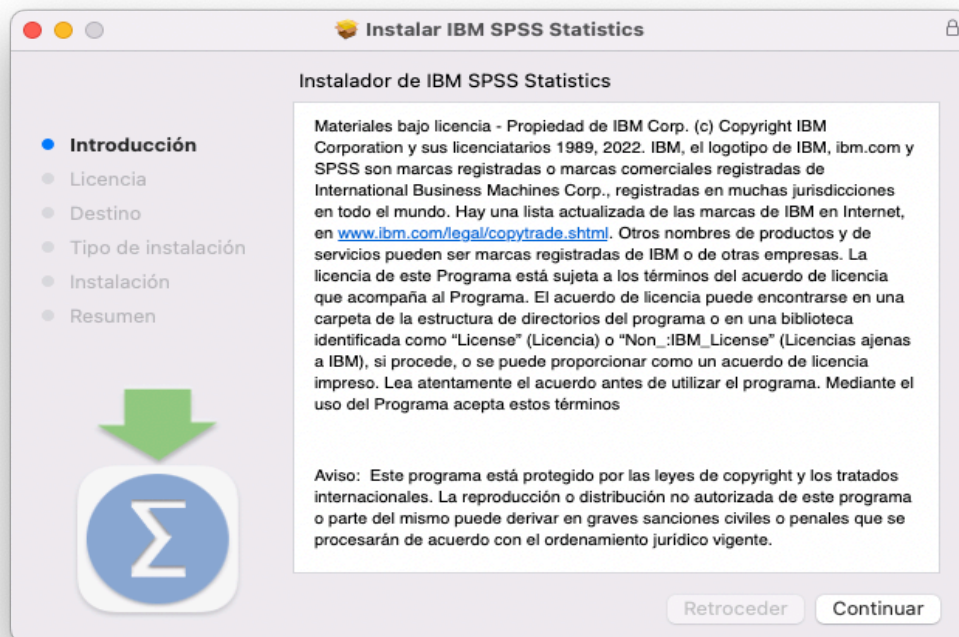 Instalar IBM SPSS Statistics
Instalador de IBM SPSS Statistics
Introducción
Licencia
Destino
Tipo de instalación
Instalación
Resumen
Materiales bajo licencia - Propiedad de IBM Corp. (c) Copyright IBM
Corporation y sus licenciatarios 1989, 2022. IBM, el logotipo de IBM, ibm.com y
SPSS son marcas registradas o marcas comerciales registradas de
International Business Machines Corp., registradas en muchas jurisdicciones
en todo el mundo. Hay una lista actualizada de las marcas de IBM en Internet,
en www.ibm.com/legal/copytrade.shtml. Otros nombres de productos y de
servicios pueden ser marcas registradas de IBM o de otras empresas. La
licencia de este Programa está sujeta a los términos del acuerdo de licencia
que acompaña al Programa. El acuerdo de licencia puede encontrarse en una
carpeta de la estructura de directorios del programa o en una biblioteca
identificada como “License” (Licencia) o “Non_:IBM_License” (Licencias ajenas
a IBM), si procede, o se puede proporcionar como un acuerdo de licencia
impreso. Lea atentamente el acuerdo antes de utilizar el programa. Mediante el
uso del Programa acepta estos términos
Aviso: Este programa está protegido por las leyes de copyright y los tratados
internacionales. La reproducción o distribución no autorizada de este programa
o parte del mismo puede derivar en graves sanciones civiles o penales que se
procesarán de acuerdo con el ordenamiento jurídico vigente.
Σ
Retroceder
Continuar